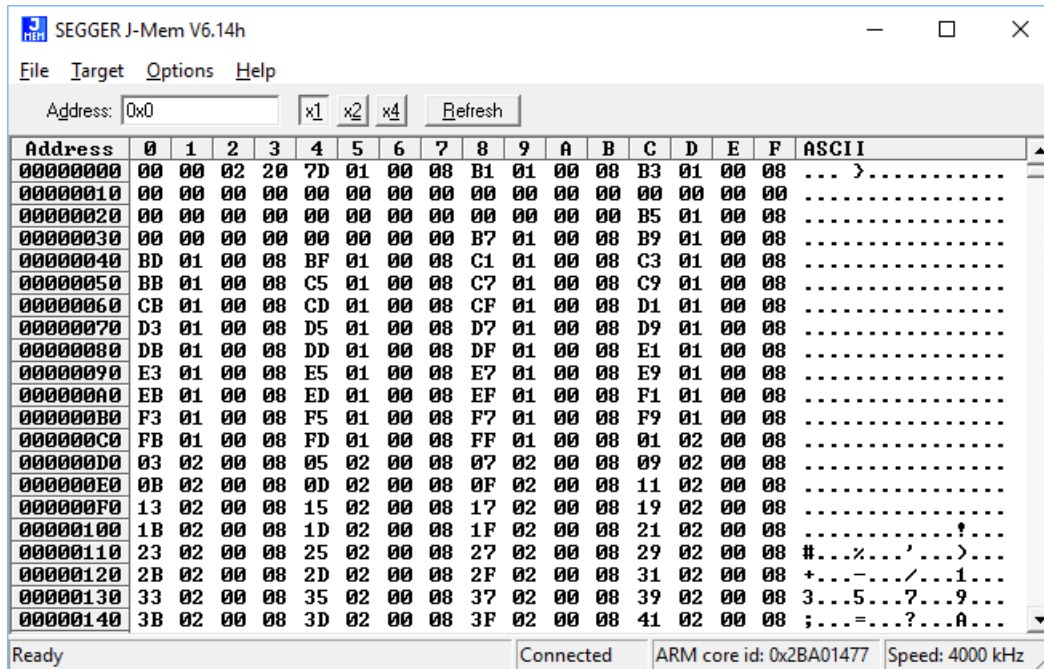 SEGGER J-Mem V6.14h
File Target Options Help
Address: 0x0 x1 x2 x4 Refresh
Address 0 1 2 3 4 5 6 7 8 9 A B C D E F ASCII
00000000 00 00 02 20 7D 01 00 08 B1 01 00 08 B3 01 00 08 ... }...........
00000010 00 00 00 00 00 00 00 00 00 00 00 00 00 00 00 00 ................
00000020 00 00 00 00 00 00 00 00 00 00 00 00 B5 01 00 08 ................
00000030 00 00 00 00 00 00 00 00 B7 01 00 08 B9 01 00 08 ................
00000040 BD 01 00 08 BF 01 00 08 C1 01 00 08 C3 01 00 08 ................
00000050 BB 01 00 08 C5 01 00 08 C7 01 00 08 C9 01 00 08 ................
00000060 CB 01 00 08 CD 01 00 08 CF 01 00 08 D1 01 00 08 ................
00000070 D3 01 00 08 D5 01 00 08 D7 01 00 08 D9 01 00 08 ................
00000080 DB 01 00 08 DD 01 00 08 DF 01 00 08 E1 01 00 08 ................
00000090 E3 01 00 08 E5 01 00 08 E7 01 00 08 E9 01 00 08 ................
000000A0 EB 01 00 08 ED 01 00 08 EF 01 00 08 F1 01 00 08 ................
000000B0 F3 01 00 08 F5 01 00 08 F7 01 00 08 F9 01 00 08 ................
000000C0 FB 01 00 08 FD 01 00 08 FF 01 00 08 01 02 00 08 ................
000000D0 03 02 00 08 05 02 00 08 07 02 00 08 09 02 00 08 ................
000000E0 0B 02 00 08 0D 02 00 08 0F 02 00 08 11 02 00 08 ................
000000F0 13 02 00 08 15 02 00 08 17 02 00 08 19 02 00 08 ................
00000100 1B 02 00 08 1D 02 00 08 1F 02 00 08 21 02 00 08 ............!...
00000110 23 02 00 08 25 02 00 08 27 02 00 08 29 02 00 08 #...%...'...)...
00000120 2B 02 00 08 2D 02 00 08 2F 02 00 08 31 02 00 08 +...-.../...1...
00000130 33 02 00 08 35 02 00 08 37 02 00 08 39 02 00 08 3...5...7...9...
00000140 3B 02 00 08 3D 02 00 08 3F 02 00 08 41 02 00 08 ;...=...?...A...
Ready Connected ARM core id: 0x2BA01477 Speed: 4000 kHz